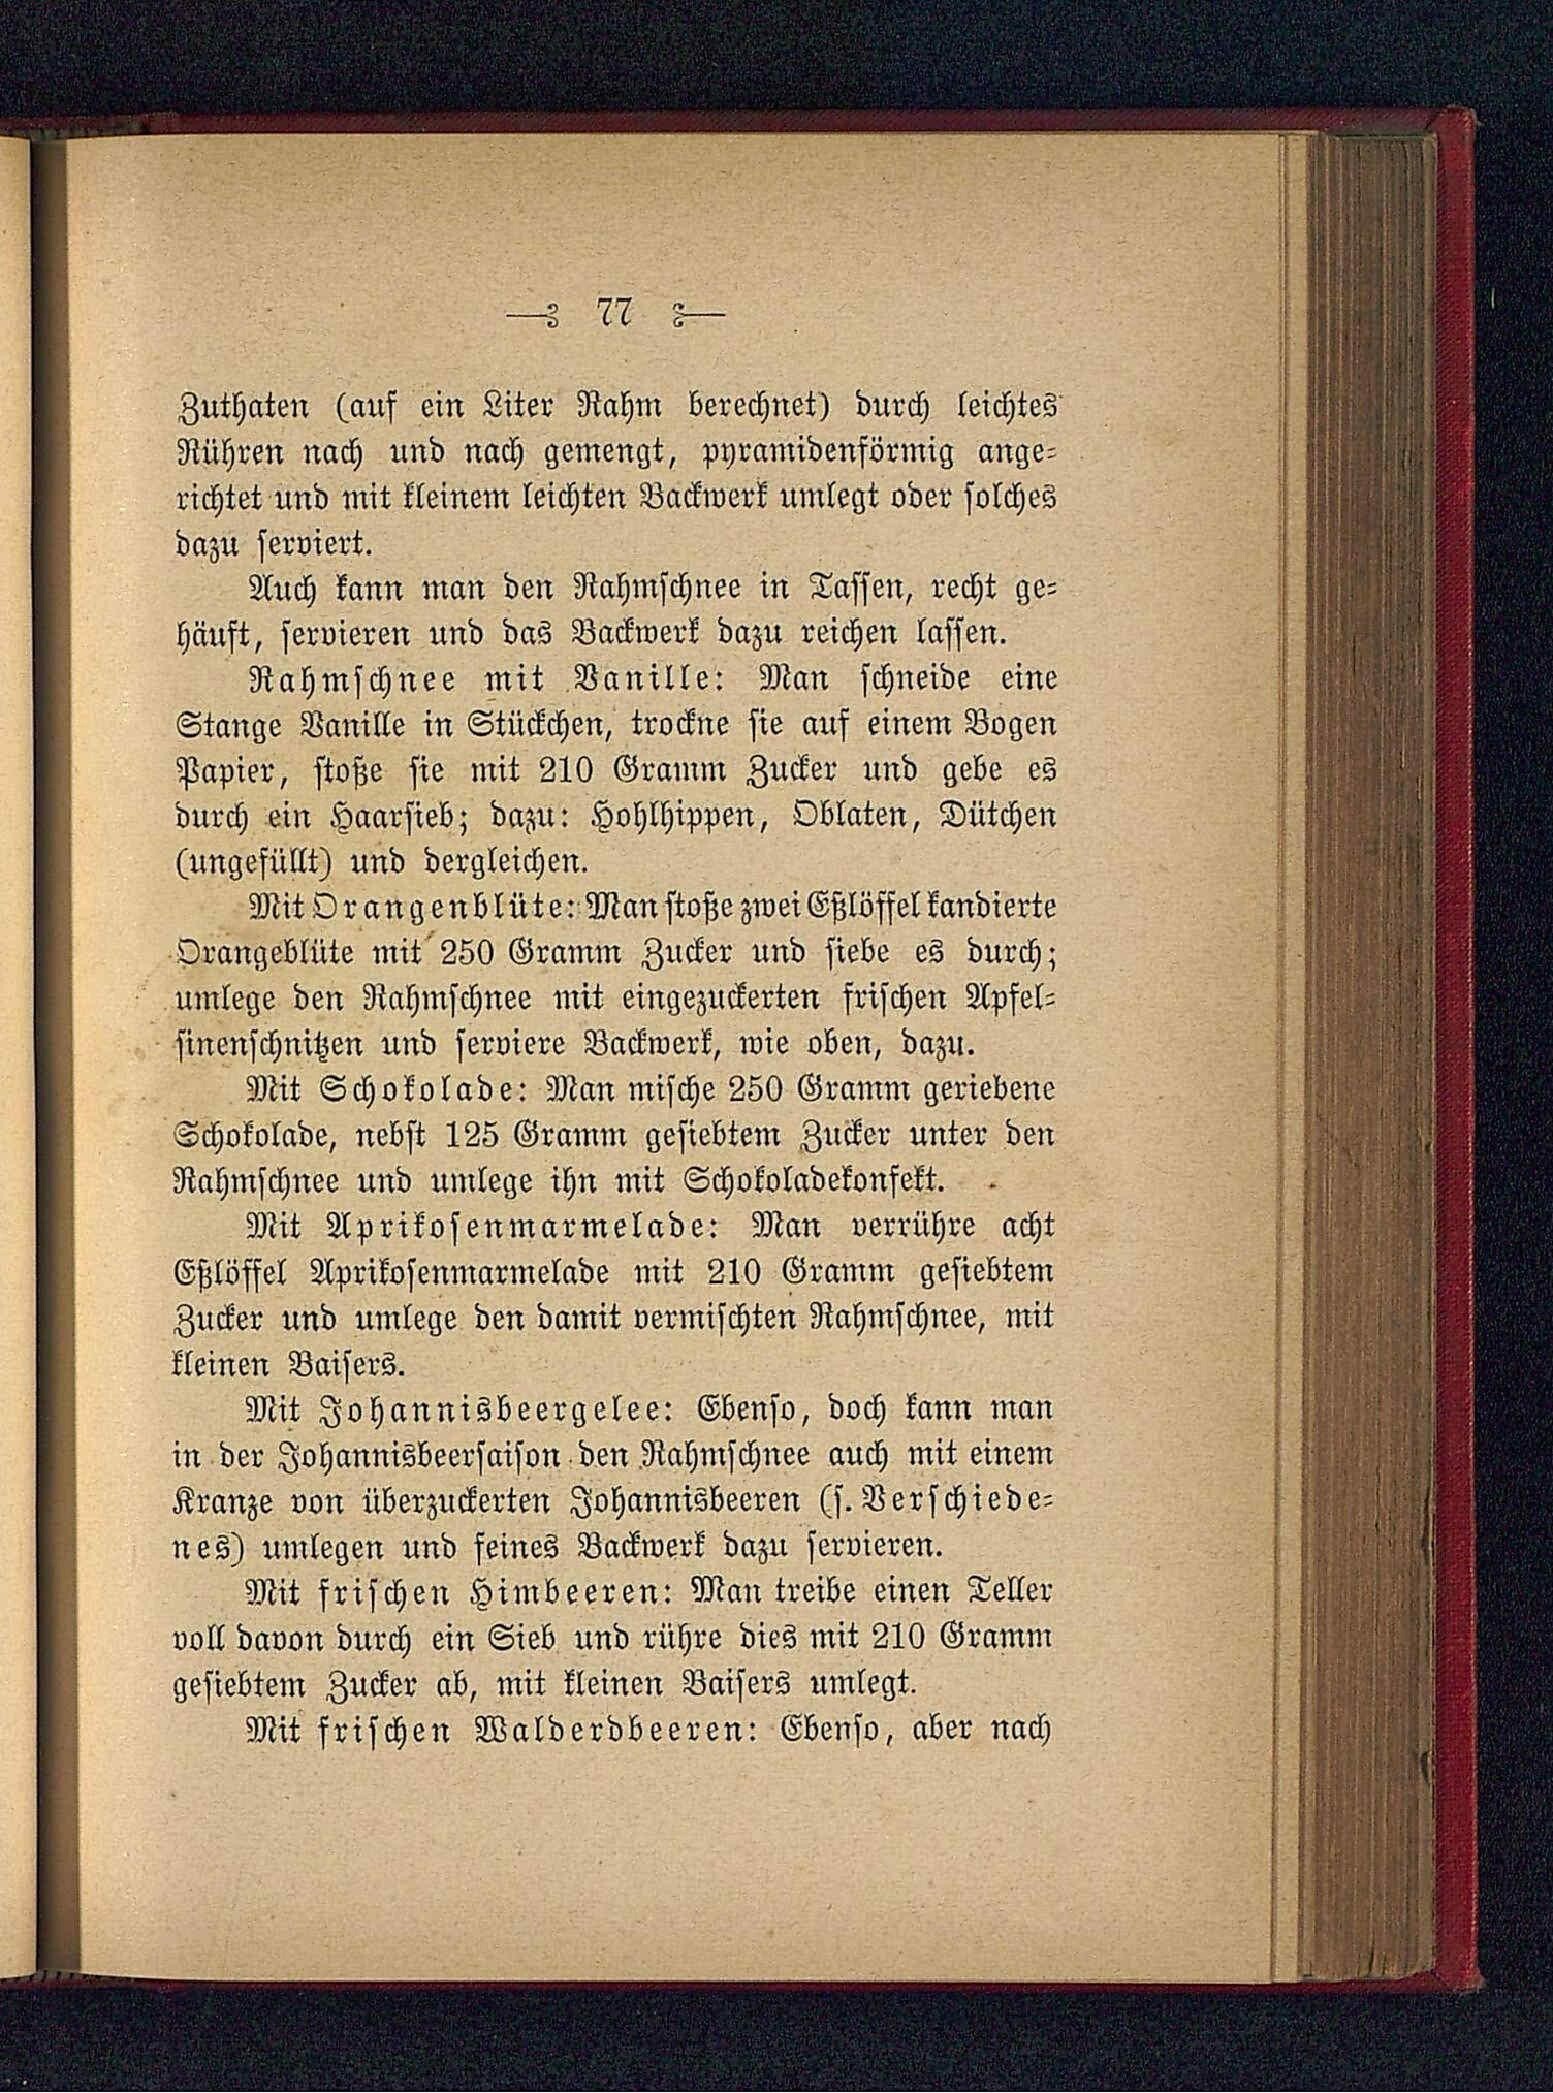 77
Zuthaten (auf ein Liter Rahm berechnet) durch leichtes
Rühren nach und nach gemengt, pyramidenförmig ange-
richtet und mit kleinem leichten Backwerk umlegt oder solches
dazu serviert.
Auch kann man den Rahmschnee in Tassen, recht ge-
häuft, servieren und das Backwerk dazu reichen lassen.
Rahmschnee mit Vanille: Man schneide eine
Stange Vanille in Stückchen, trockne sie auf einem Bogen
Papier, stoße sie mit 210 Gramm Zucker und gebe es
durch ein Haarsieb; dazu: Hohlhippen, Oblaten, Dütchen
(ungefüllt) und dergleichen.
Mit Orangenblüte: Man stoße zwei Eßlöffel kandierte
Orangeblüte mit 250 Gramm Zucker und siebe es durch;
umlege den Rahmschnee mit eingezuckerten frischen Apfel-
sinenschnitzen und serviere Backwerk, wie oben, dazu.
Mit Schokolade: Man mische 250 Gramm geriebene
Schokolade, nebst 125 Gramm gesiebtem Zucker unter den
Rahmschnee und umlege ihn mit Schokoladekonfekt.
Mit Aprikosenmarmelade: Man verrühre acht
Eßlöffel Aprikosenmarmelade mit 210 Gramm gesiebtem
Zucker und umlege den damit vermischten Rahmschnee, mit
kleinen Baisers.
Mit Johannisbeergelee: Ebenso, doch kann man
in der Johannisbeersaison den Rahmschnee auch mit einem
Kranze von überzuckerten Johannisbeeren (s. Verschiede-
nes) umlegen und feines Backwerk dazu servieren.
Mit frischen Himbeeren: Man treibe einen Teller
voll davon durch ein Sieb und rühre dies mit 210 Gramm
gesiebtem Zucker ab, mit kleinen Baisers umlegt.
Mit frischen Walderdbeeren: Ebenso, aber nach